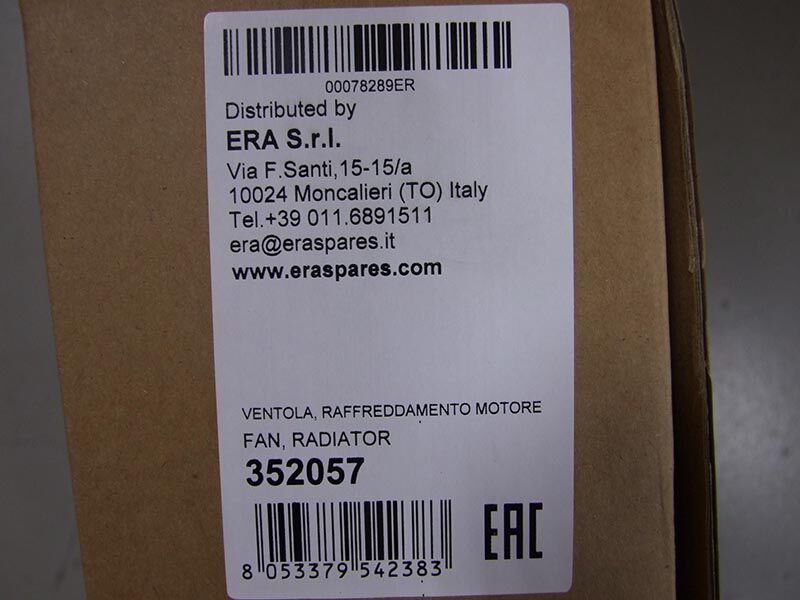 00078289ER
Distributed by
ERA S.r.l.
Via F.Santi,15-15/a
10024 Moncalieri (TO) Italy
Tel.+39 011.6891511
era@eraspares.it
www.eraspares.com
VENTOLA, RAFFREDDAMENTO MOTORE
FAN, RADIATOR
352057
EAC
8 053379 542383